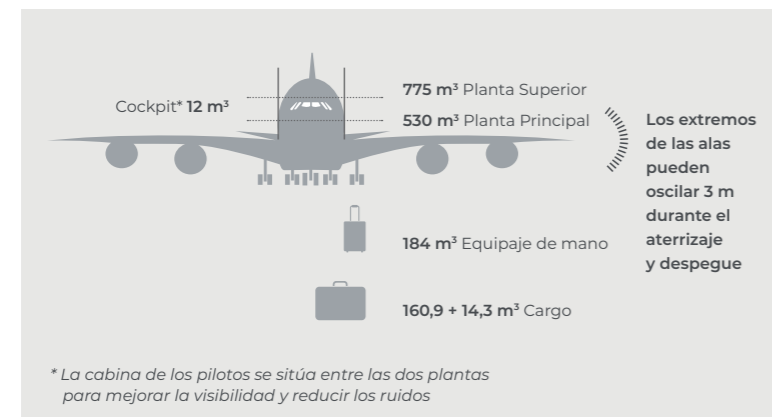 Cockpit* 12 m³
775 m³ Planta Superior
530 m³ Planta Principal
Los extremos
de las alas
pueden
oscilar 3 m
durante el
aterrizaje
y despegue
184 m³ Equipaje de mano
160,9 + 14,3 m³ Cargo
* La cabina de los pilotos se sitúa entre las dos plantas
para mejorar la visibilidad y reducir los ruidos